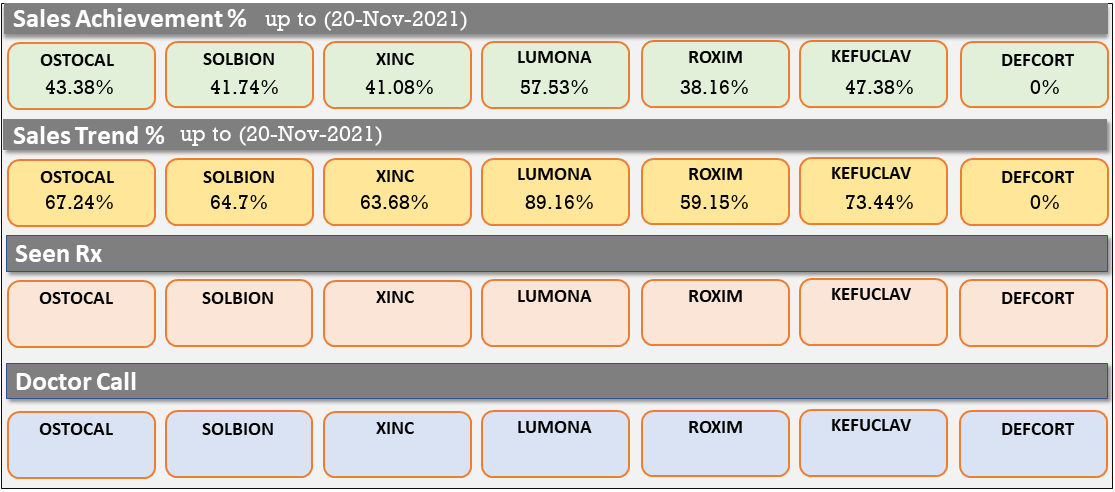 Sales Achievement % up to (20-Nov-2021)
OSTOCAL SOLBION XINC LUMONA ROXIM KEFUCLAV DEFCORT
43.38% 41.74% 41.08% 57.53% 38.16% 47.38% 0%
Sales Trend % up to (20-Nov-2021)
OSTOCAL SOLBION XINC LUMONA ROXIM KEFUCLAV DEFCORT
67.24% 64.7% 63.68% 89.16% 59.15% 73.44% 0%
Seen Rx
OSTOCAL SOLBION XINC LUMONA ROXIM KEFUCLAV DEFCORT
Doctor Call
OSTOCAL SOLBION XINC LUMONA ROXIM KEFUCLAV DEFCORT